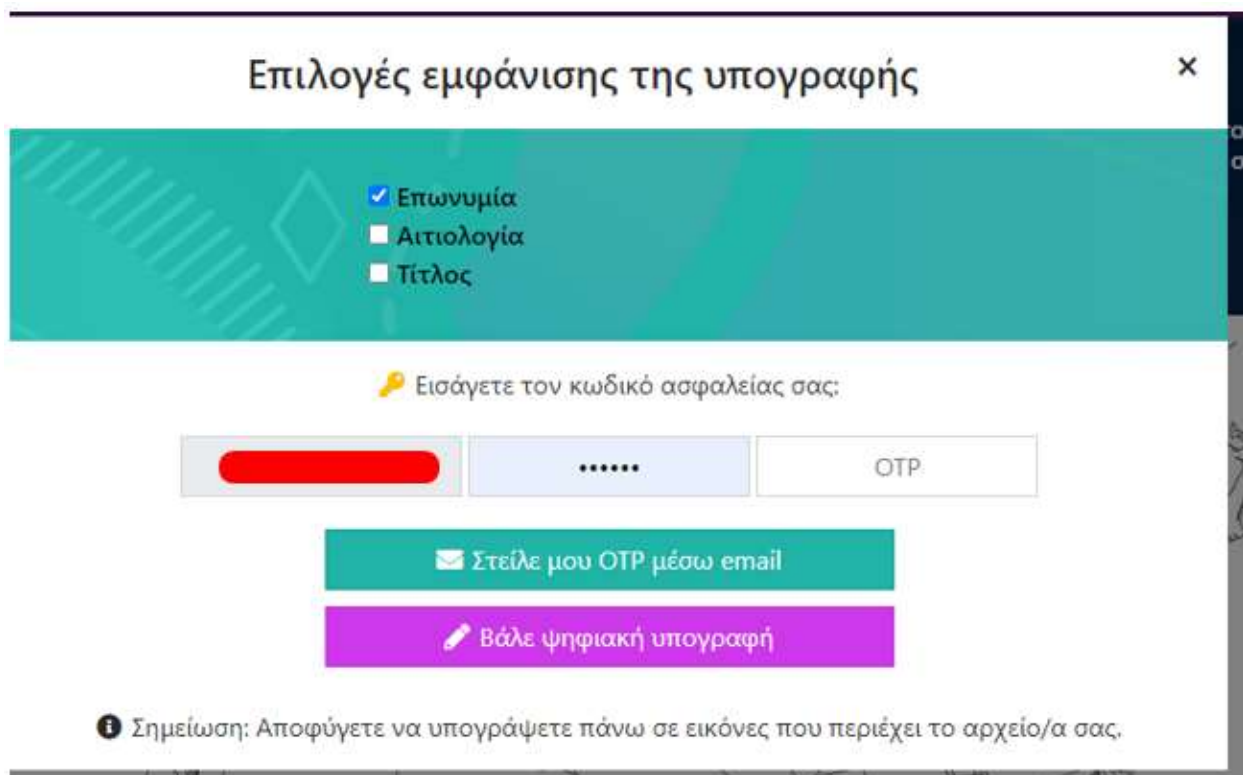 Επιλογές εμφάνισης της υπογραφής
×
Επωνυμία
Αιτιολογία
Τίτλος
Εισάγετε τον κωδικό ασφαλείας σας:
•••••• OTP
Στείλε μου OTP μέσω email
Βάλε ψηφιακή υπογραφή
Σημείωση: Αποφύγετε να υπογράψετε πάνω σε εικόνες που περιέχει το αρχείο/α σας.